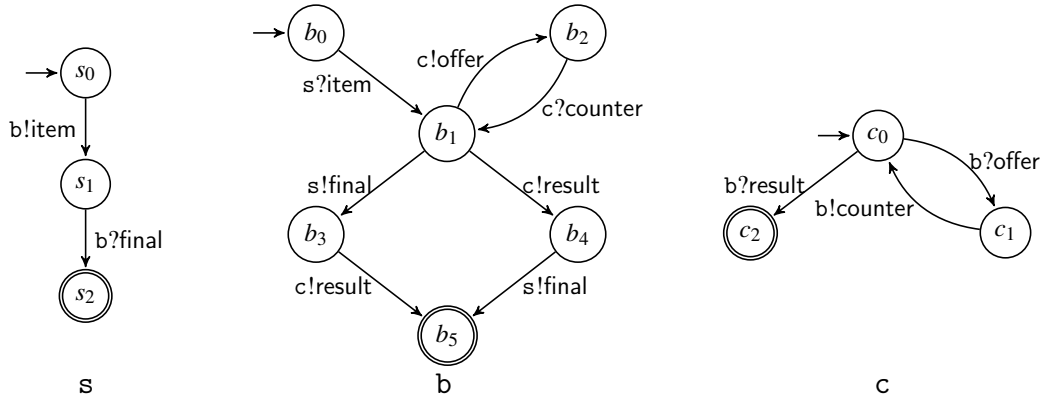 s₀
b!item
s₁
b?final
s₂
s
b₀
b₂
c!offer
s?item
c?counter
b₁
s!final
c!result
b₃
b₄
c!result
s!final
b₅
b
c₀
b?offer
b?result
b!counter
c₂
c₁
c